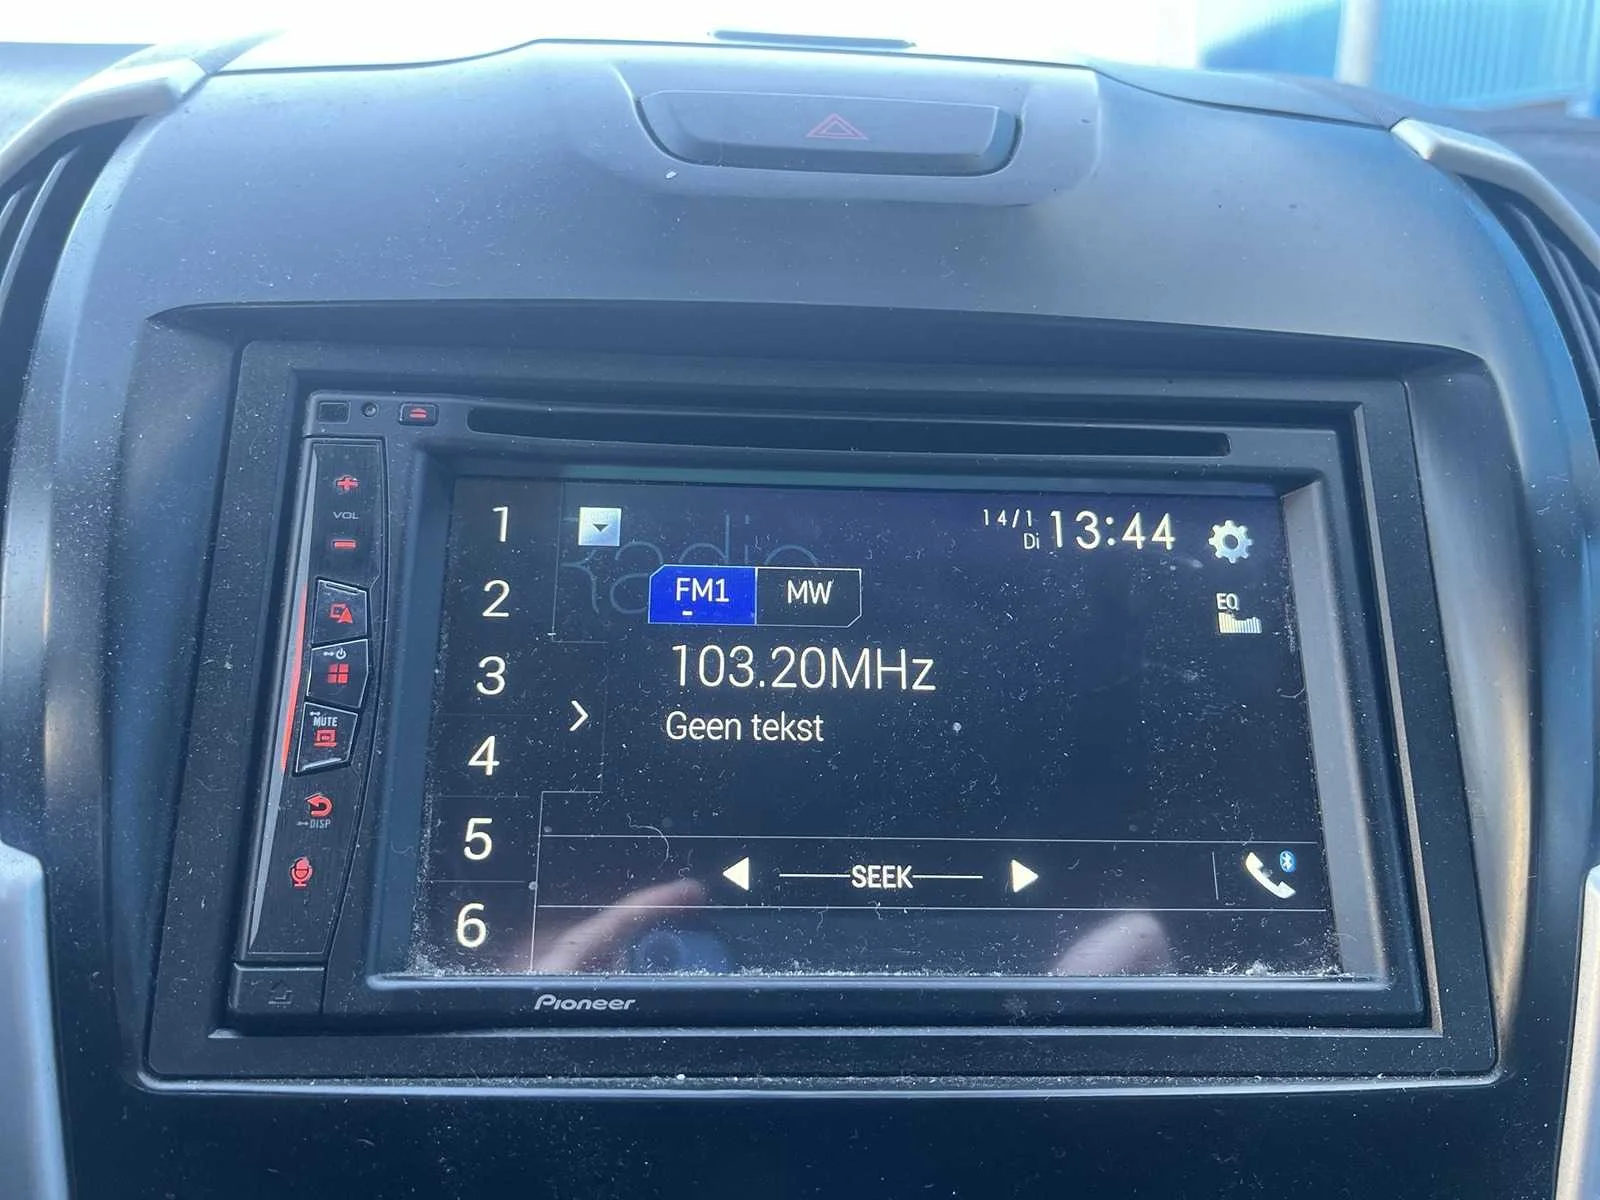 VOL
MUTE
DISP
1
2
3
4
5
6
Radio
14/1
Di
13:44
FM1
MW
EQ
103.20MHz
Geen tekst
SEEK
Pioneer